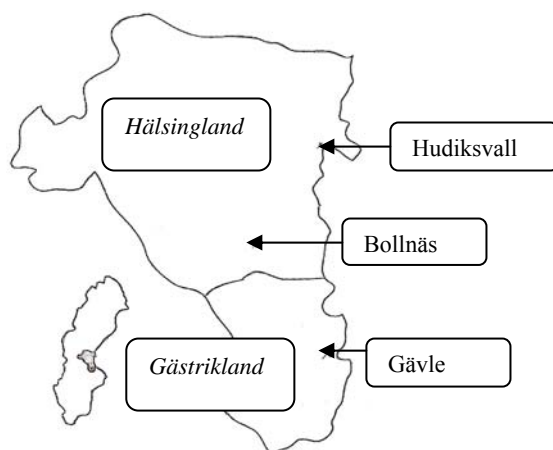 Hälsingland
Hudiksvall
Bollnäs
Gästrikland
Gävle